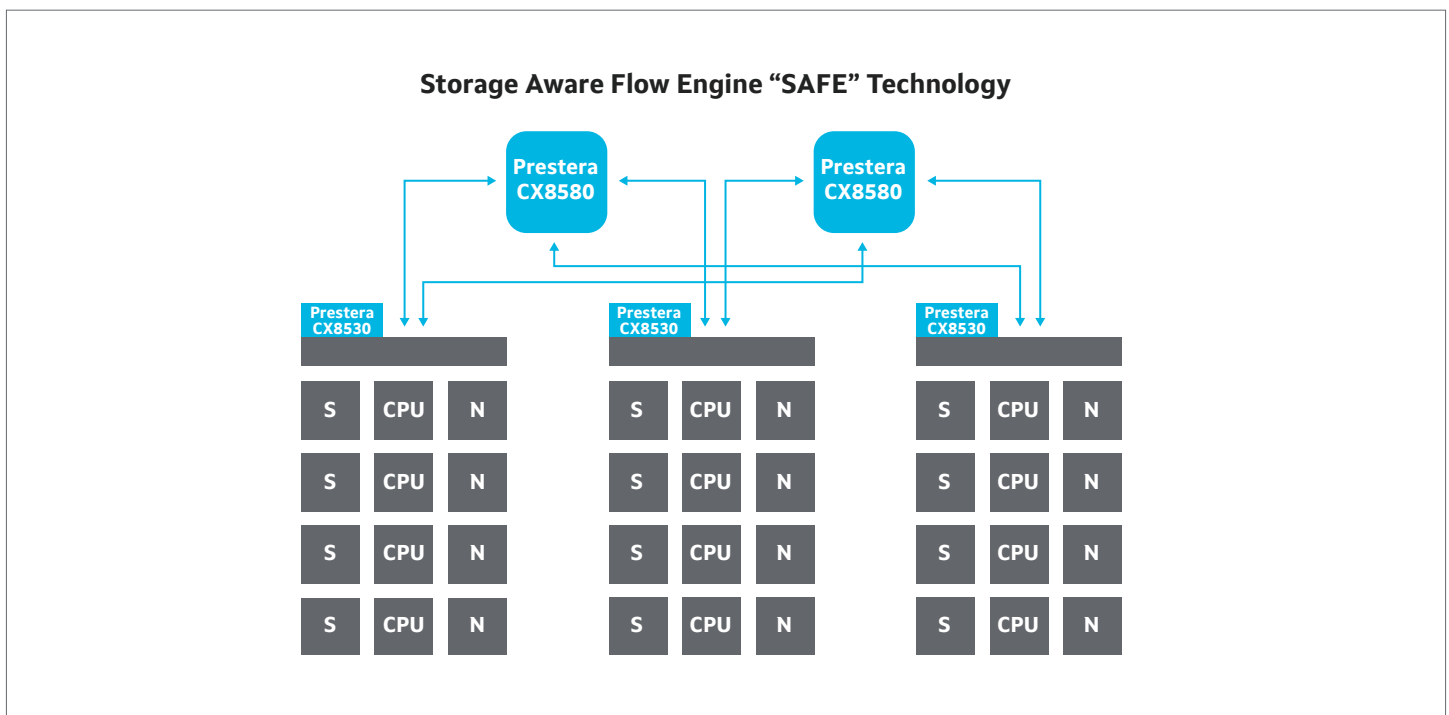 Storage Aware Flow Engine “SAFE” Technology
Prestera
CX8580
Prestera
CX8580
Prestera
CX8530
Prestera
CX8530
Prestera
CX8530
S CPU N S CPU N S CPU N
S CPU N S CPU N S CPU N
S CPU N S CPU N S CPU N
S CPU N S CPU N S CPU N